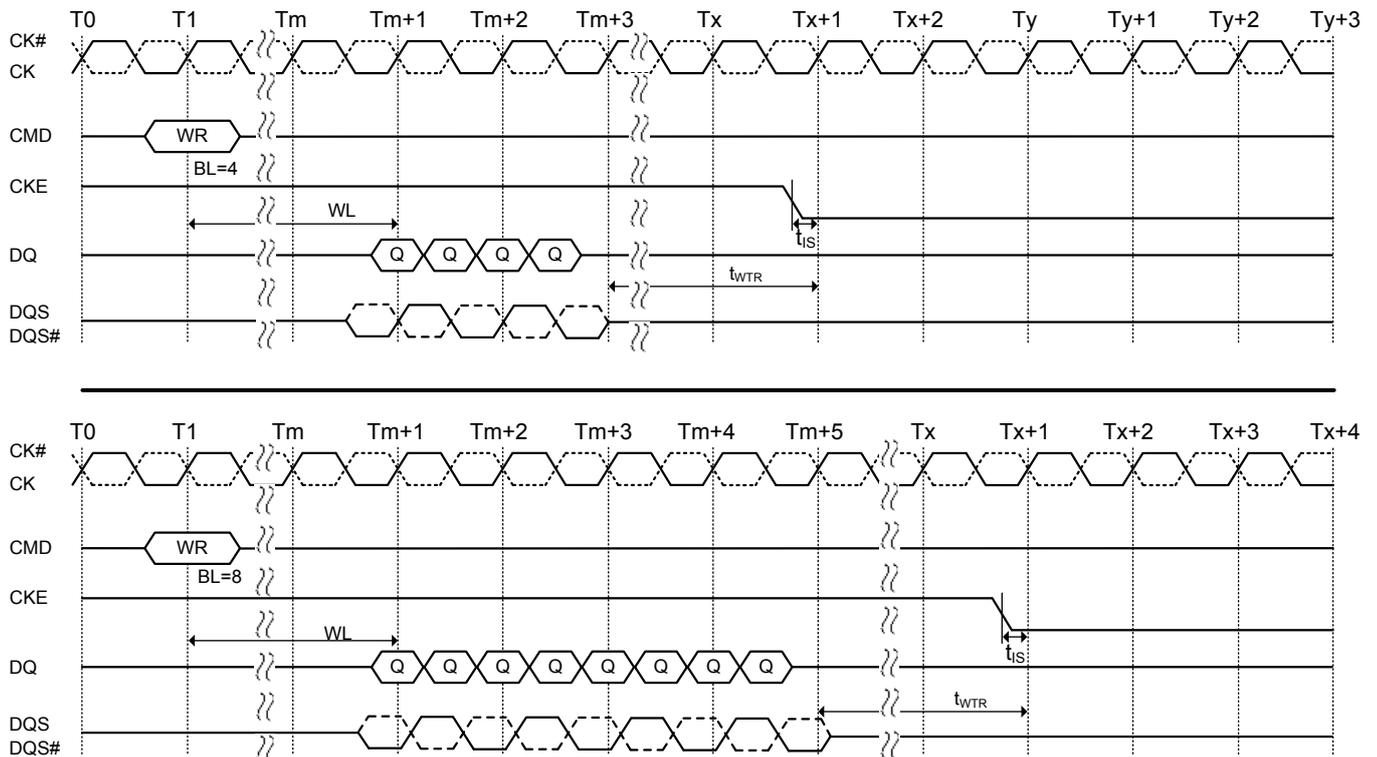 T0 T1 Tm Tm+1 Tm+2 Tm+3 Tx Tx+1 Tx+2 Ty Ty+1 Ty+2 Ty+3
CK#
CK
CMD WR
BL=4
CKE
WL
tIS
DQ Q Q Q Q
tWTR
DQS
DQS#
T0 T1 Tm Tm+1 Tm+2 Tm+3 Tm+4 Tm+5 Tx Tx+1 Tx+2 Tx+3 Tx+4
CK#
CK
CMD WR
BL=8
CKE
WL
tIS
DQ Q Q Q Q Q Q Q Q
tWTR
DQS
DQS#